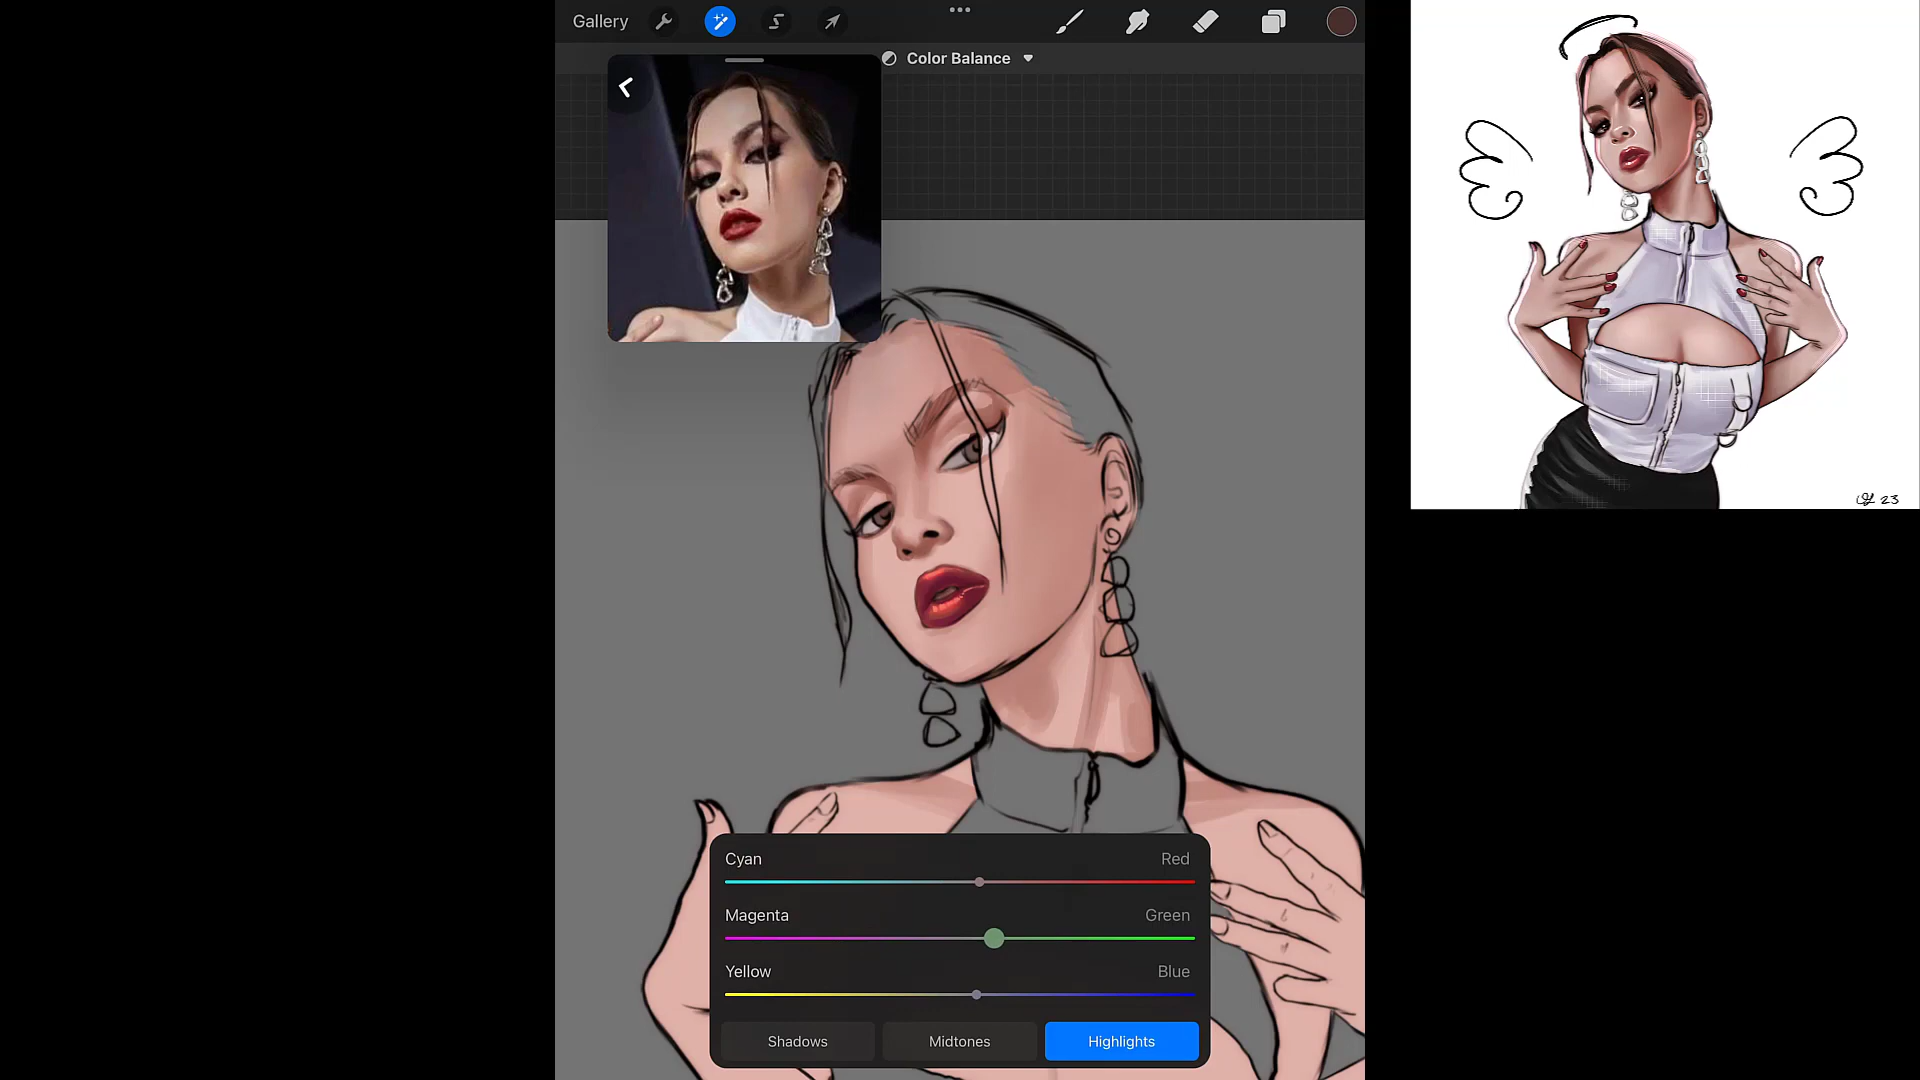 Gallery
Color Balance
Cyan Red
Magenta Green
Yellow Blue
Shadows Midtones Highlights
23